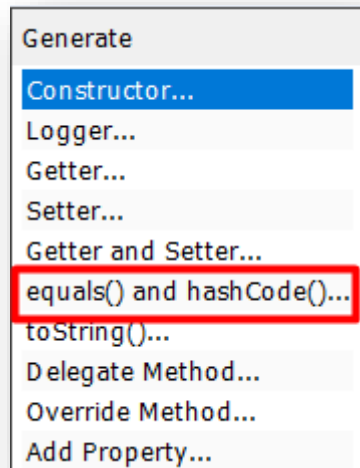 Generate
Constructor...
Logger...
Getter...
Setter...
Getter and Setter...
equals() and hashCode()...
toString()...
Delegate Method...
Override Method...
Add Property...